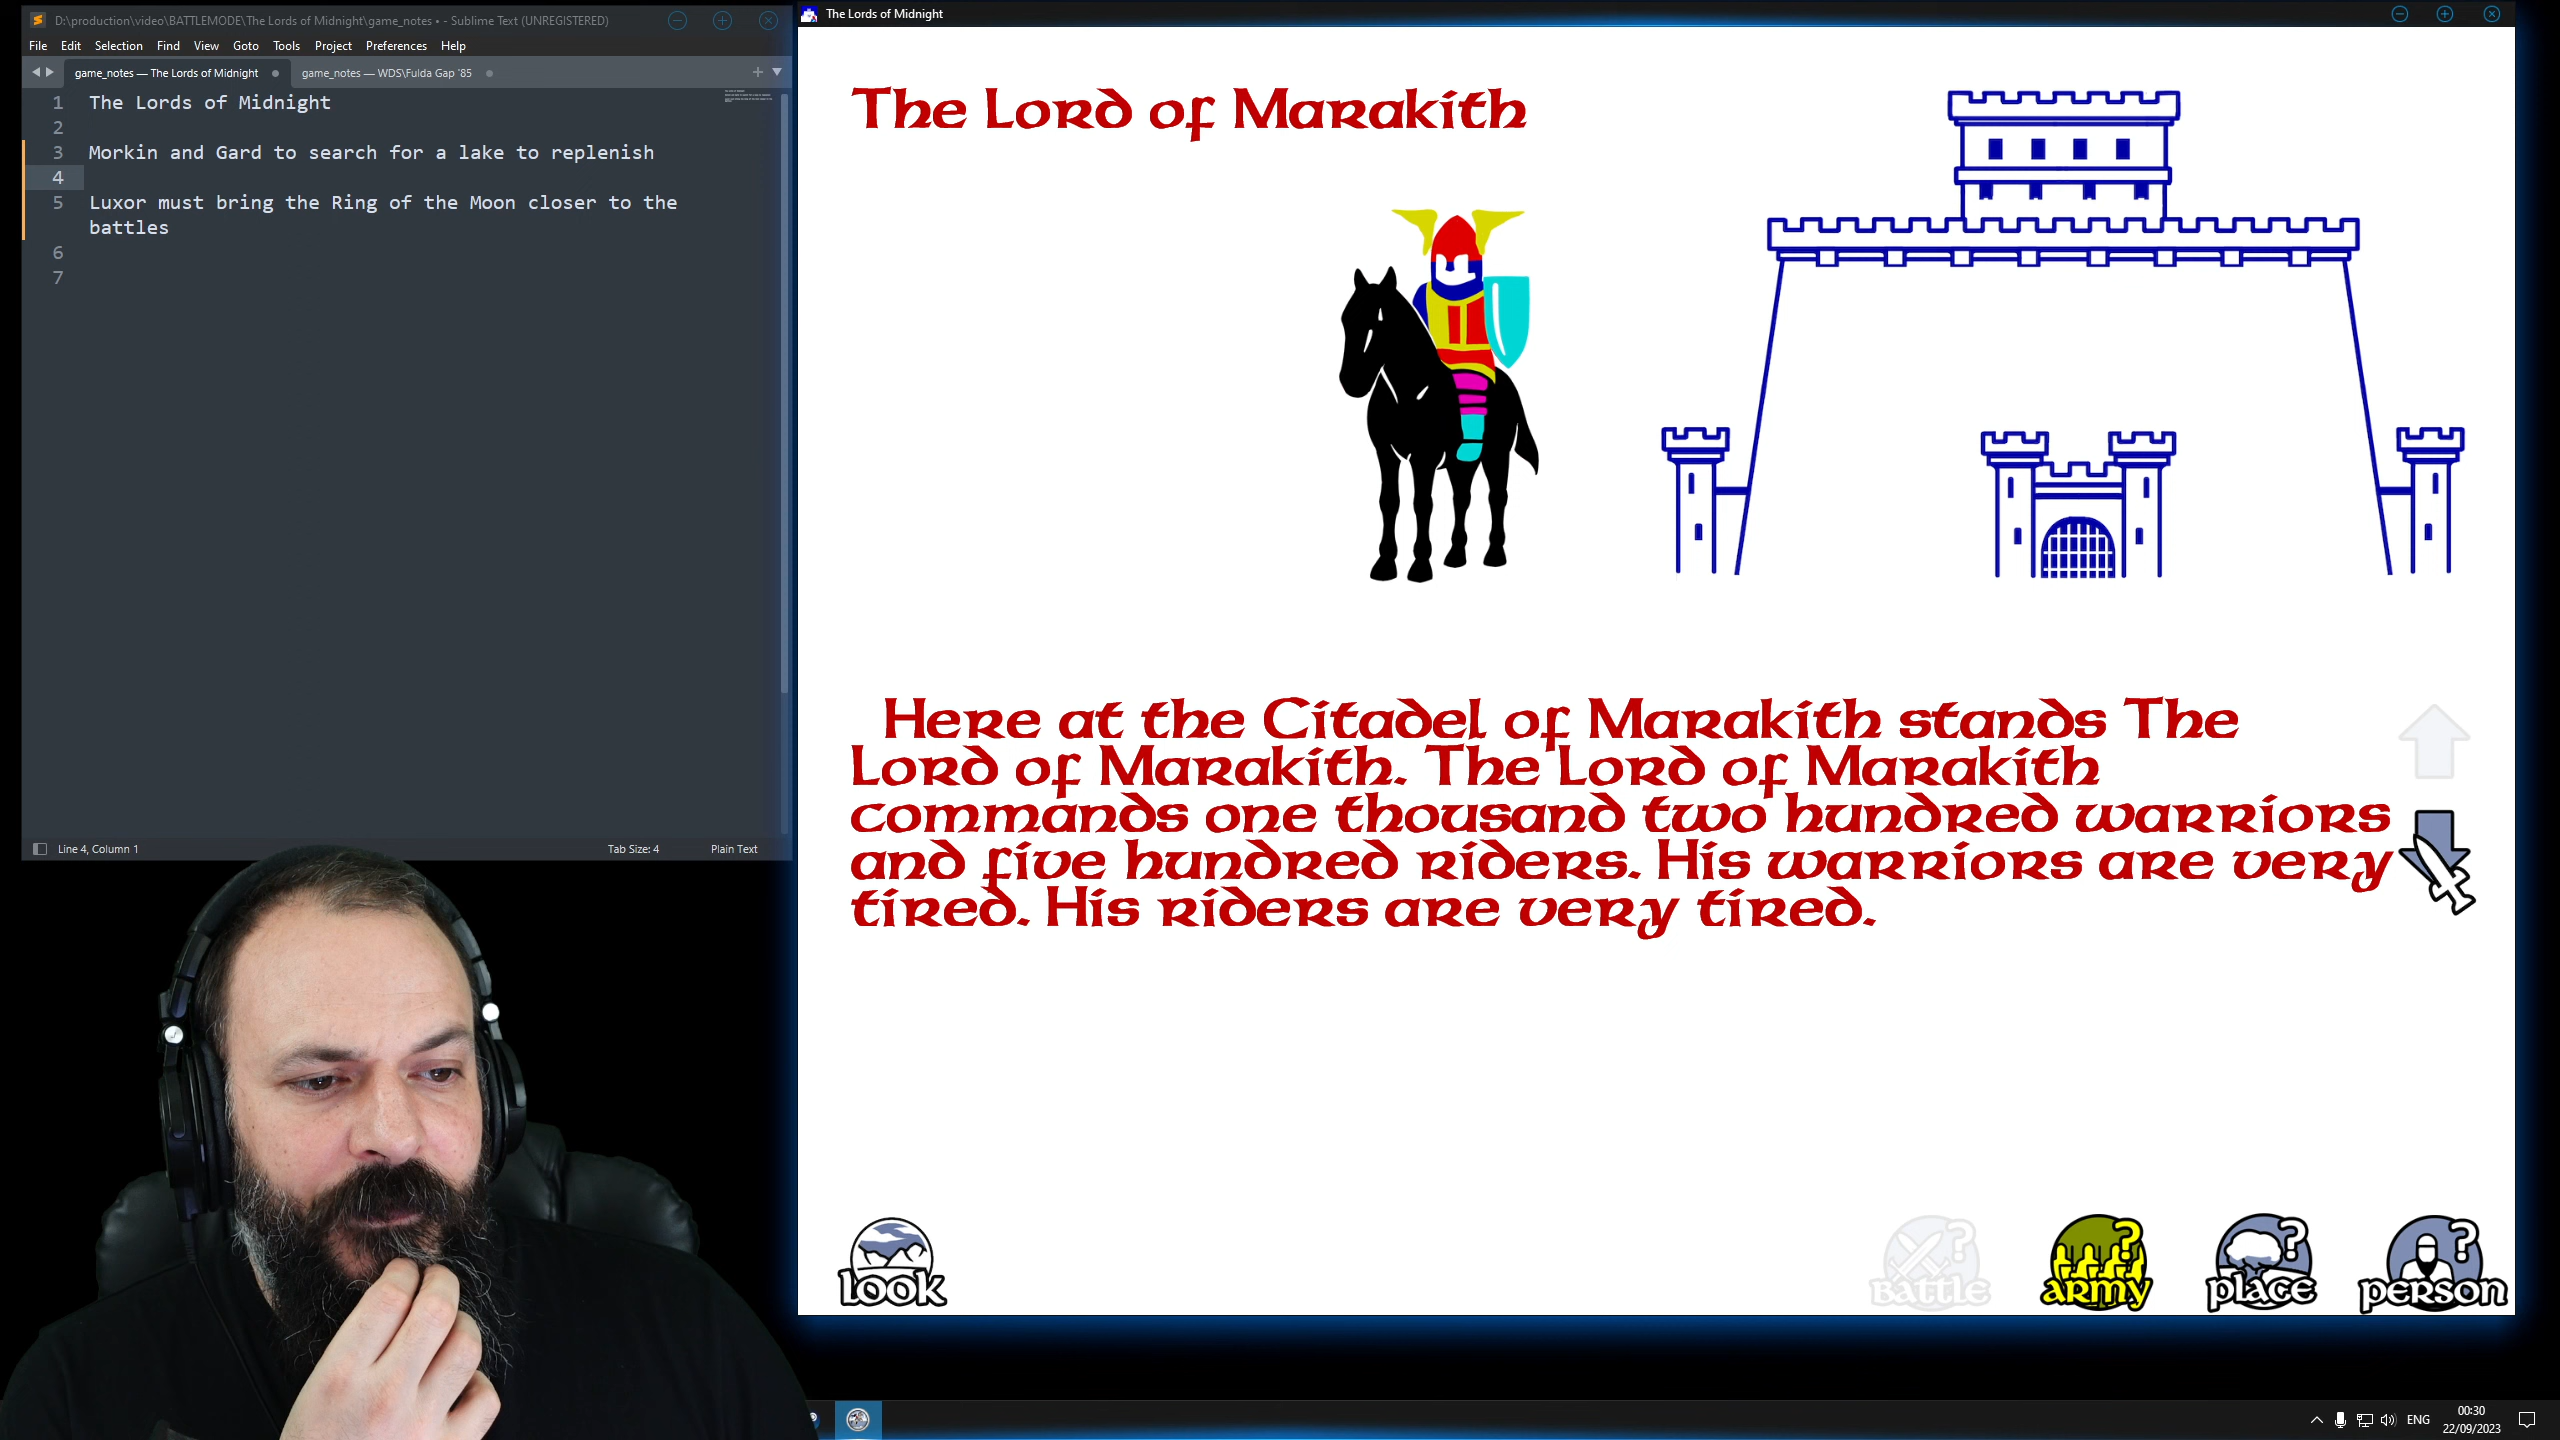 D:\production\video\BATTLEMODE\The Lords of Midnight\game_notes • - Sublime Text (UNREGISTERED)
File Edit Selection Find View Goto Tools Project Preferences Help
game_notes — The Lords of Midnight
game_notes — WDS\Fulda Gap '85
1 The Lords of Midnight
2
3 Morkin and Gard to search for a lake to replenish
4
5 Luxor must bring the Ring of the Moon closer to the
battles
6
7
Line 4, Column 1
Tab Size: 4
Plain Text
The Lords of Midnight
The Lord of Marakith
Here at the Citadel of Marakith stands The
Lord of Marakith. The Lord of Marakith
commands one thousand two hundred warriors
and five hundred riders. His warriors are very
tired. His riders are very tired.
look
battle
army
place
person
ENG
00:30
22/09/2023